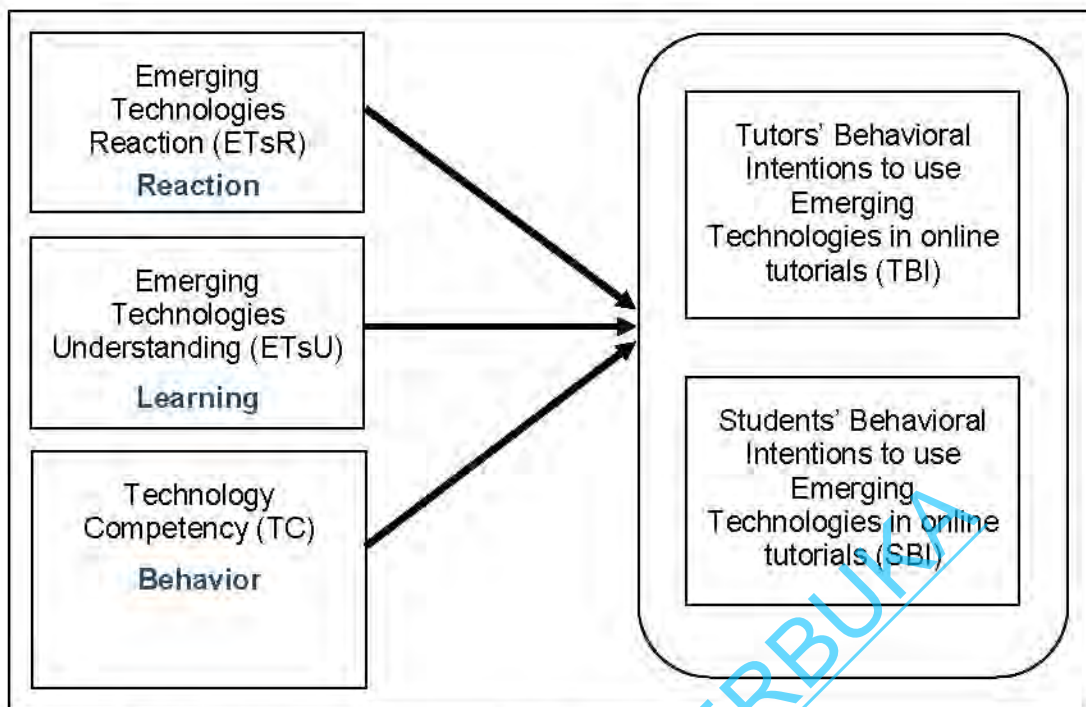 Emerging
Technologies
Reaction (ETsR)
Reaction
Emerging
Technologies
Understanding (ETsU)
Learning
Technology
Competency (TC)
Behavior
Tutors’ Behavioral
Intentions to use
Emerging
Technologies in online
tutorials (TBI)
Students’ Behavioral
Intentions to use
Emerging
Technologies in online
tutorials (SBI)
ERBUKA